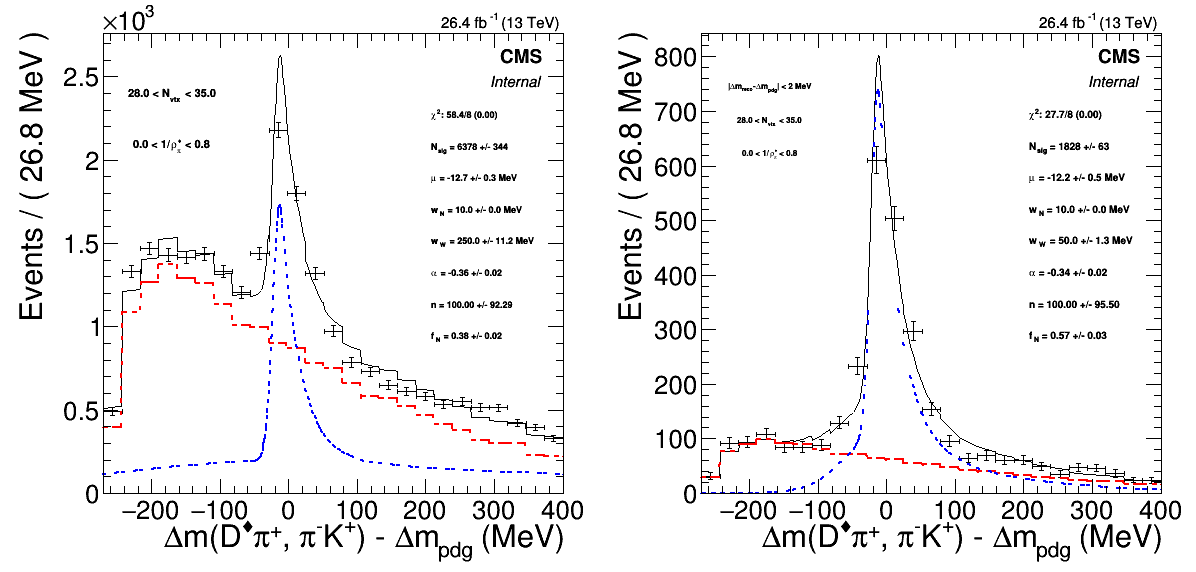 ×10³
26.4 fb⁻¹ (13 TeV)
CMS
Internal
28.0 < N_vtx < 35.0
0.0 < 1/ρ_π^♦ < 0.8
χ²: 58.4/8 (0.00)
N_sig = 6378 +/- 344
μ = -12.7 +/- 0.3 MeV
w_N = 10.0 +/- 0.0 MeV
w_W = 250.0 +/- 11.2 MeV
α = -0.36 +/- 0.02
n = 100.00 +/- 92.29
f_N = 0.38 +/- 0.02
Events / ( 26.8 MeV )
2.5
2
1.5
1
0.5
0
−200 −100 0 100 200 300 400
Δm(D^♦π⁺, π⁻K⁺) - Δm_pdg (MeV)
26.4 fb⁻¹ (13 TeV)
CMS
Internal
|Δm_reco-Δm_pdg| < 2 MeV
28.0 < N_vtx < 35.0
0.0 < 1/ρ_π^♦ < 0.8
χ²: 27.7/8 (0.00)
N_sig = 1828 +/- 63
μ = -12.2 +/- 0.5 MeV
w_N = 10.0 +/- 0.0 MeV
w_W = 50.0 +/- 1.3 MeV
α = -0.34 +/- 0.02
n = 100.00 +/- 95.50
f_N = 0.57 +/- 0.03
Events / ( 26.8 MeV )
800
700
600
500
400
300
200
100
0
−200 −100 0 100 200 300 400
Δm(D^♦π⁺, π⁻K⁺) - Δm_pdg (MeV)